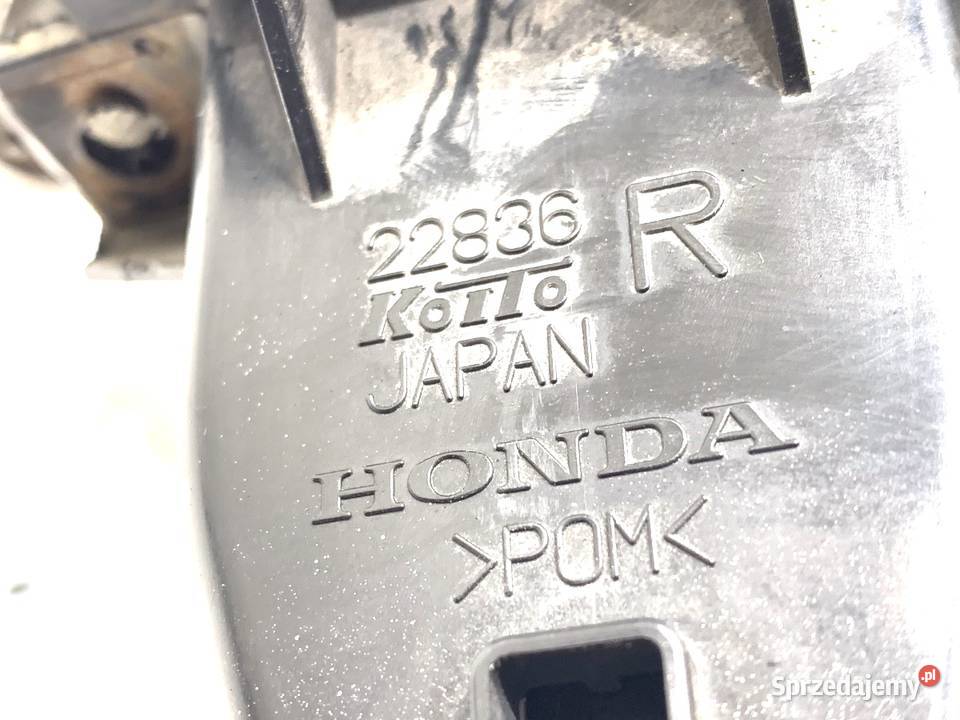 22836 R
KOITO
JAPAN
HONDA
>POM<
Sprzedajemy.pl